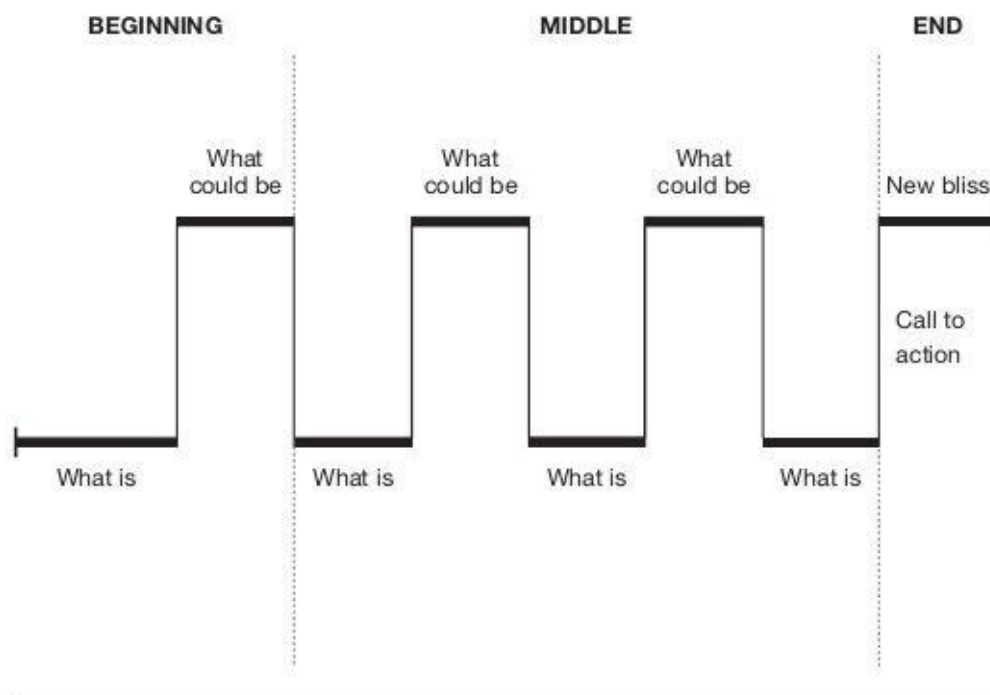 BEGINNING MIDDLE END
What could be
What could be
What could be
New bliss
Call to
action
What is
What is
What is
What is